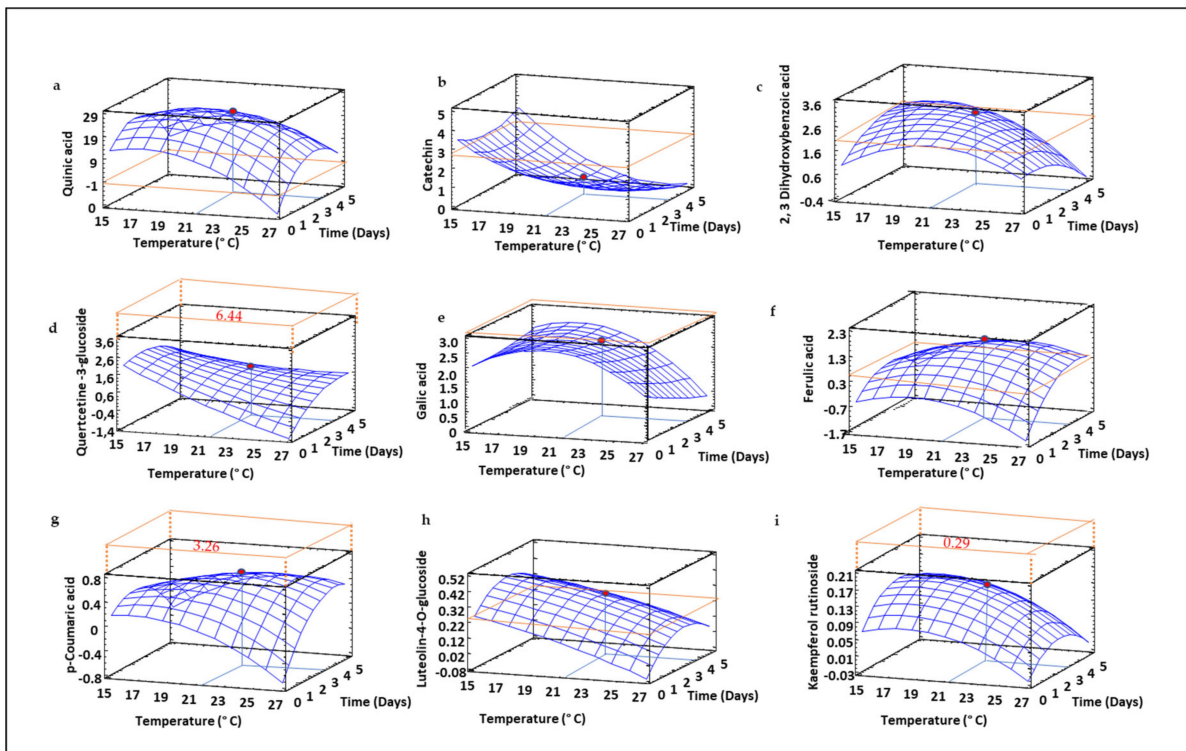 a
29
19
9
-1
0
Quinic acid
15 17 19 21 23 25 27
0 1 2 3 4 5
Temperature (° C)
Time (Days)
b
5
4
3
2
1
0
Catechin
15 17 19 21 23 25 27
0 1 2 3 4 5
Temperature (° C)
Time (Days)
c
3.6
2.6
1.6
0.6
-0.4
2, 3 Dihydroxybenzoic acid
15 17 19 21 23 25 27
0 1 2 3 4 5
Temperature (° C)
Time (Days)
d
6.44
3,6
2,6
1,6
0,6
-0,4
-1,4
Quertcetine -3-glucoside
15 17 19 21 23 25 27
0 1 2 3 4 5
Temperature (° C)
Time (Days)
e
3.0
2.5
2.0
1.5
1.0
0.5
0
Galic acid
15 17 19 21 23 25 27
0 1 2 3 4 5
Temperature (° C)
Time (Days)
f
2.3
1.3
0.3
-0.7
-1.7
Ferulic acid
15 17 19 21 23 25 27
0 1 2 3 4 5
Temperature (° C)
Time (Days)
g
3.26
0.8
0.4
0
-0.4
-0.8
p-Coumaric acid
15 17 19 21 23 25 27
0 1 2 3 4 5
Temperature (° C)
Time (Days)
h
0.52
0.42
0.32
0.22
0.12
0.02
-0.08
Luteolin-4-O-glucoside
15 17 19 21 23 25 27
0 1 2 3 4 5
Temperature (° C)
Time (Days)
i
0.29
0.21
0.17
0.13
0.09
0.05
0.01
-0.03
Kaempferol rutinoside
15 17 19 21 23 25 27
0 1 2 3 4 5
Temperature (° C)
Time (Days)